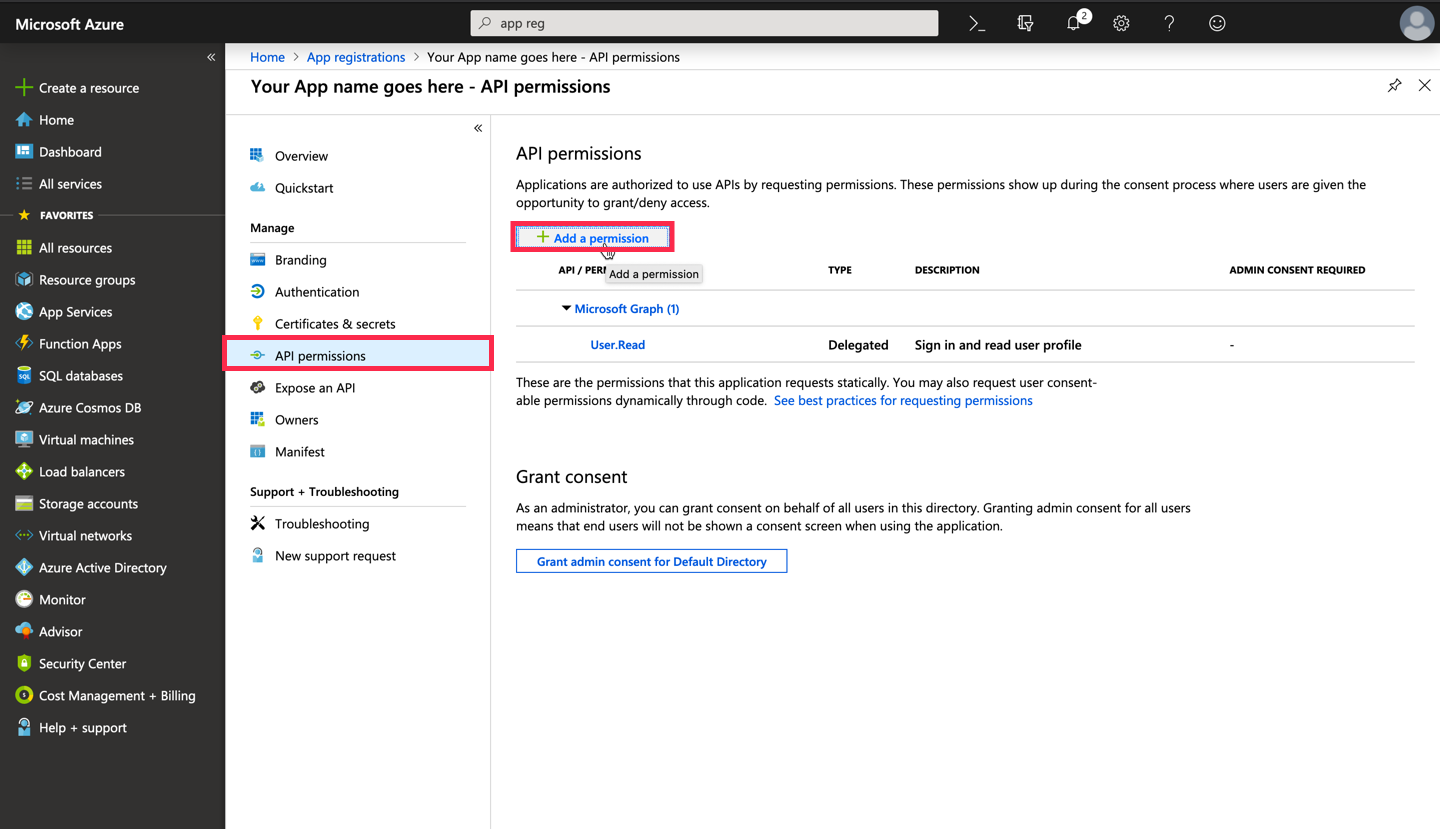 Microsoft Azure
app reg
2
Create a resource
Home
Dashboard
All services
FAVORITES
All resources
Resource groups
App Services
Function Apps
SQL
SQL databases
Azure Cosmos DB
Virtual machines
Load balancers
Storage accounts
Virtual networks
Azure Active Directory
Monitor
Advisor
Security Center
Cost Management + Billing
Help + support
Home > App registrations > Your App name goes here - API permissions
Your App name goes here - API permissions
Overview
Quickstart
Manage
Branding
Authentication
Certificates & secrets
API permissions
Expose an API
Owners
Manifest
Support + Troubleshooting
Troubleshooting
New support request
API permissions
Applications are authorized to use APIs by requesting permissions. These permissions show up during the consent process where users are given the
opportunity to grant/deny access.
Add a permission
Add a permission
API / PERM TYPE DESCRIPTION ADMIN CONSENT REQUIRED
Microsoft Graph (1)
User.Read Delegated Sign in and read user profile -
These are the permissions that this application requests statically. You may also request user consent-
able permissions dynamically through code. See best practices for requesting permissions
Grant consent
As an administrator, you can grant consent on behalf of all users in this directory. Granting admin consent for all users
means that end users will not be shown a consent screen when using the application.
Grant admin consent for Default Directory